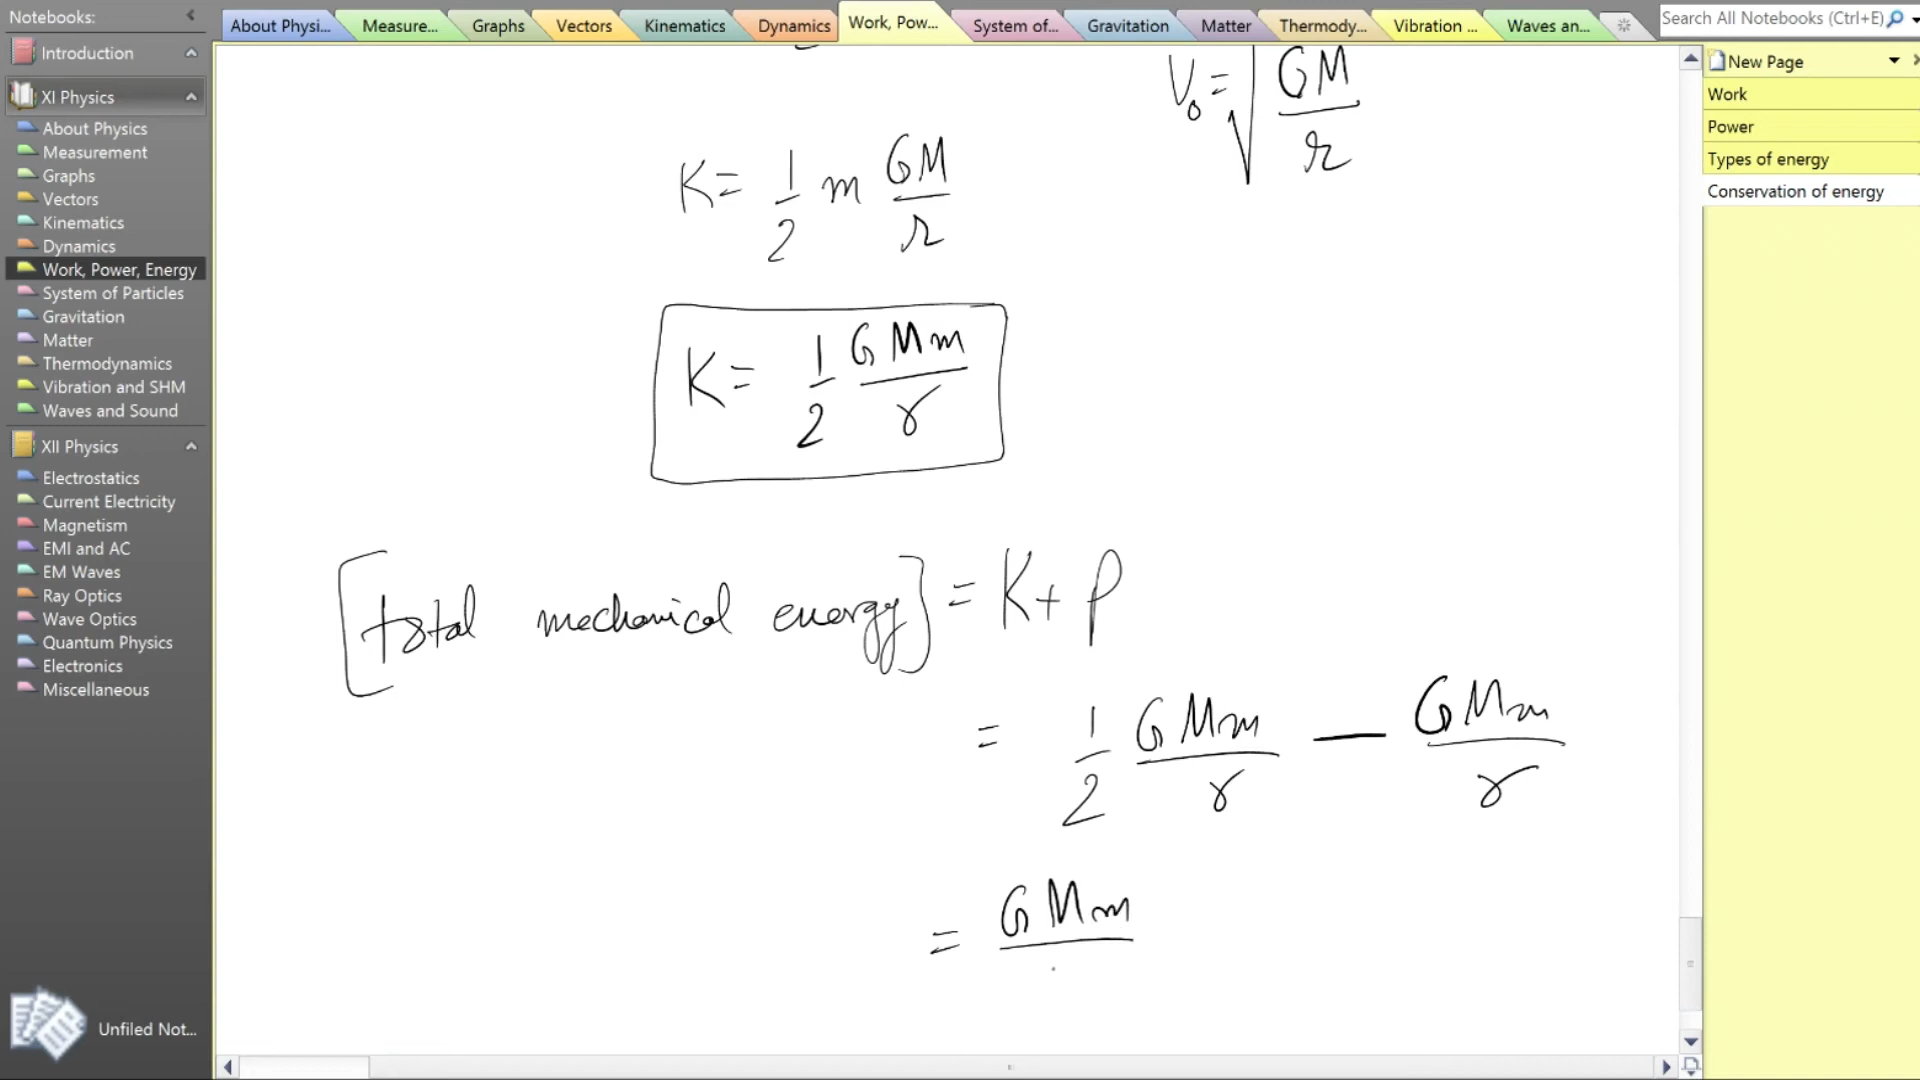 Notebooks:
Introduction
XI Physics
About Physics
Measurement
Graphs
Vectors
Kinematics
Dynamics
Work, Power, Energy
System of Particles
Gravitation
Matter
Thermodynamics
Vibration and SHM
Waves and Sound
XII Physics
Electrostatics
Current Electricity
Magnetism
EMI and AC
EM Waves
Ray Optics
Wave Optics
Quantum Physics
Electronics
Miscellaneous
Unfiled Not...
About Physi... Measure... Graphs Vectors Kinematics Dynamics Work, Pow... System of... Gravitation Matter Thermody... Vibration ... Waves an...
Search All Notebooks (Ctrl+E)
V₀ = √(GM/r)
K = 1/2 m GM/r
K = 1/2 GMm/r
[total mechanical energy] = K + P
= 1/2 GMm/r — GMm/r
= GMm
New Page
Work
Power
Types of energy
Conservation of energy